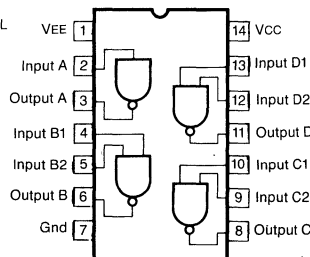 L
VEE 1
14 VCC
Input A 2
13 Input D1
Output A 3
12 Input D2
Input B1 4
11 Output D
Input B2 5
10 Input C1
Output B 6
9 Input C2
Gnd 7
8 Output C